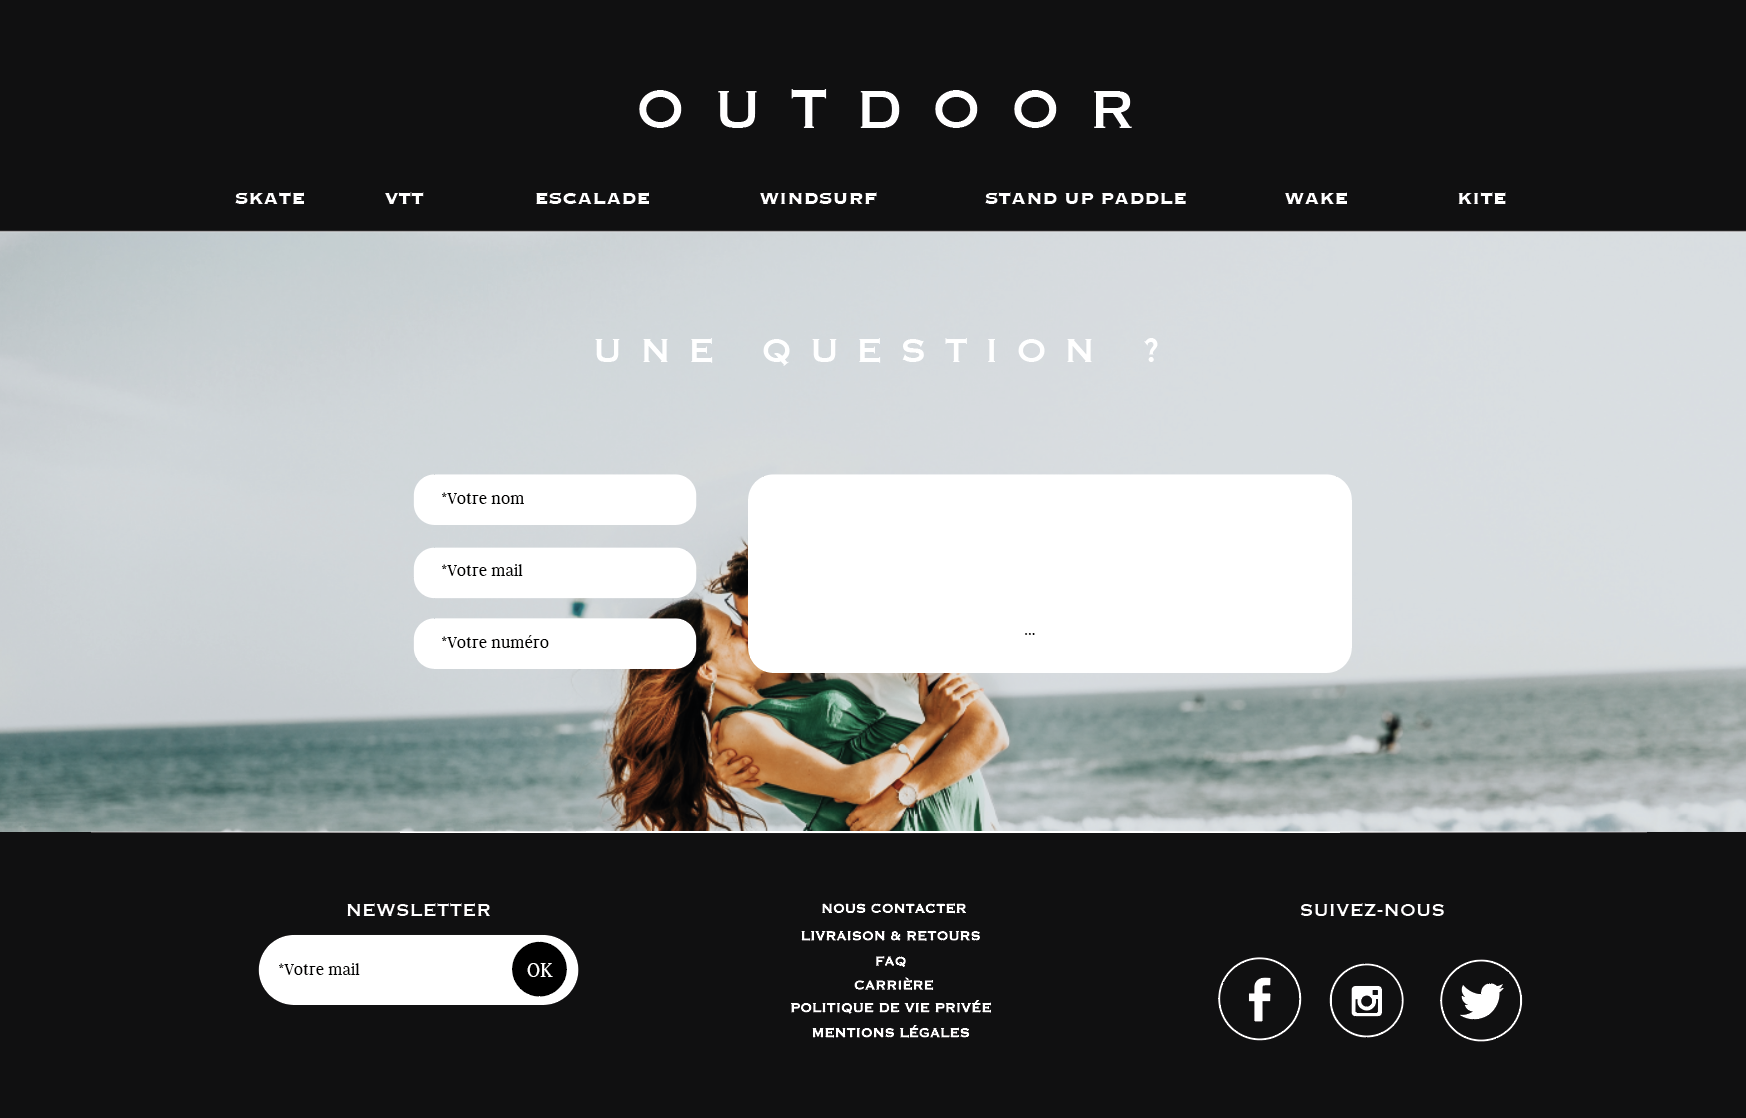 OUTDOOR
SKATE VTT ESCALADE WINDSURF STAND UP PADDLE WAKE KITE
UNE QUESTION ?
*Votre nom
*Votre mail
*Votre numéro
...
NEWSLETTER
*Votre mail
OK
NOUS CONTACTER
LIVRAISON & RETOURS
FAQ
CARRIÈRE
POLITIQUE DE VIE PRIVÉE
MENTIONS LÉGALES
SUIVEZ-NOUS